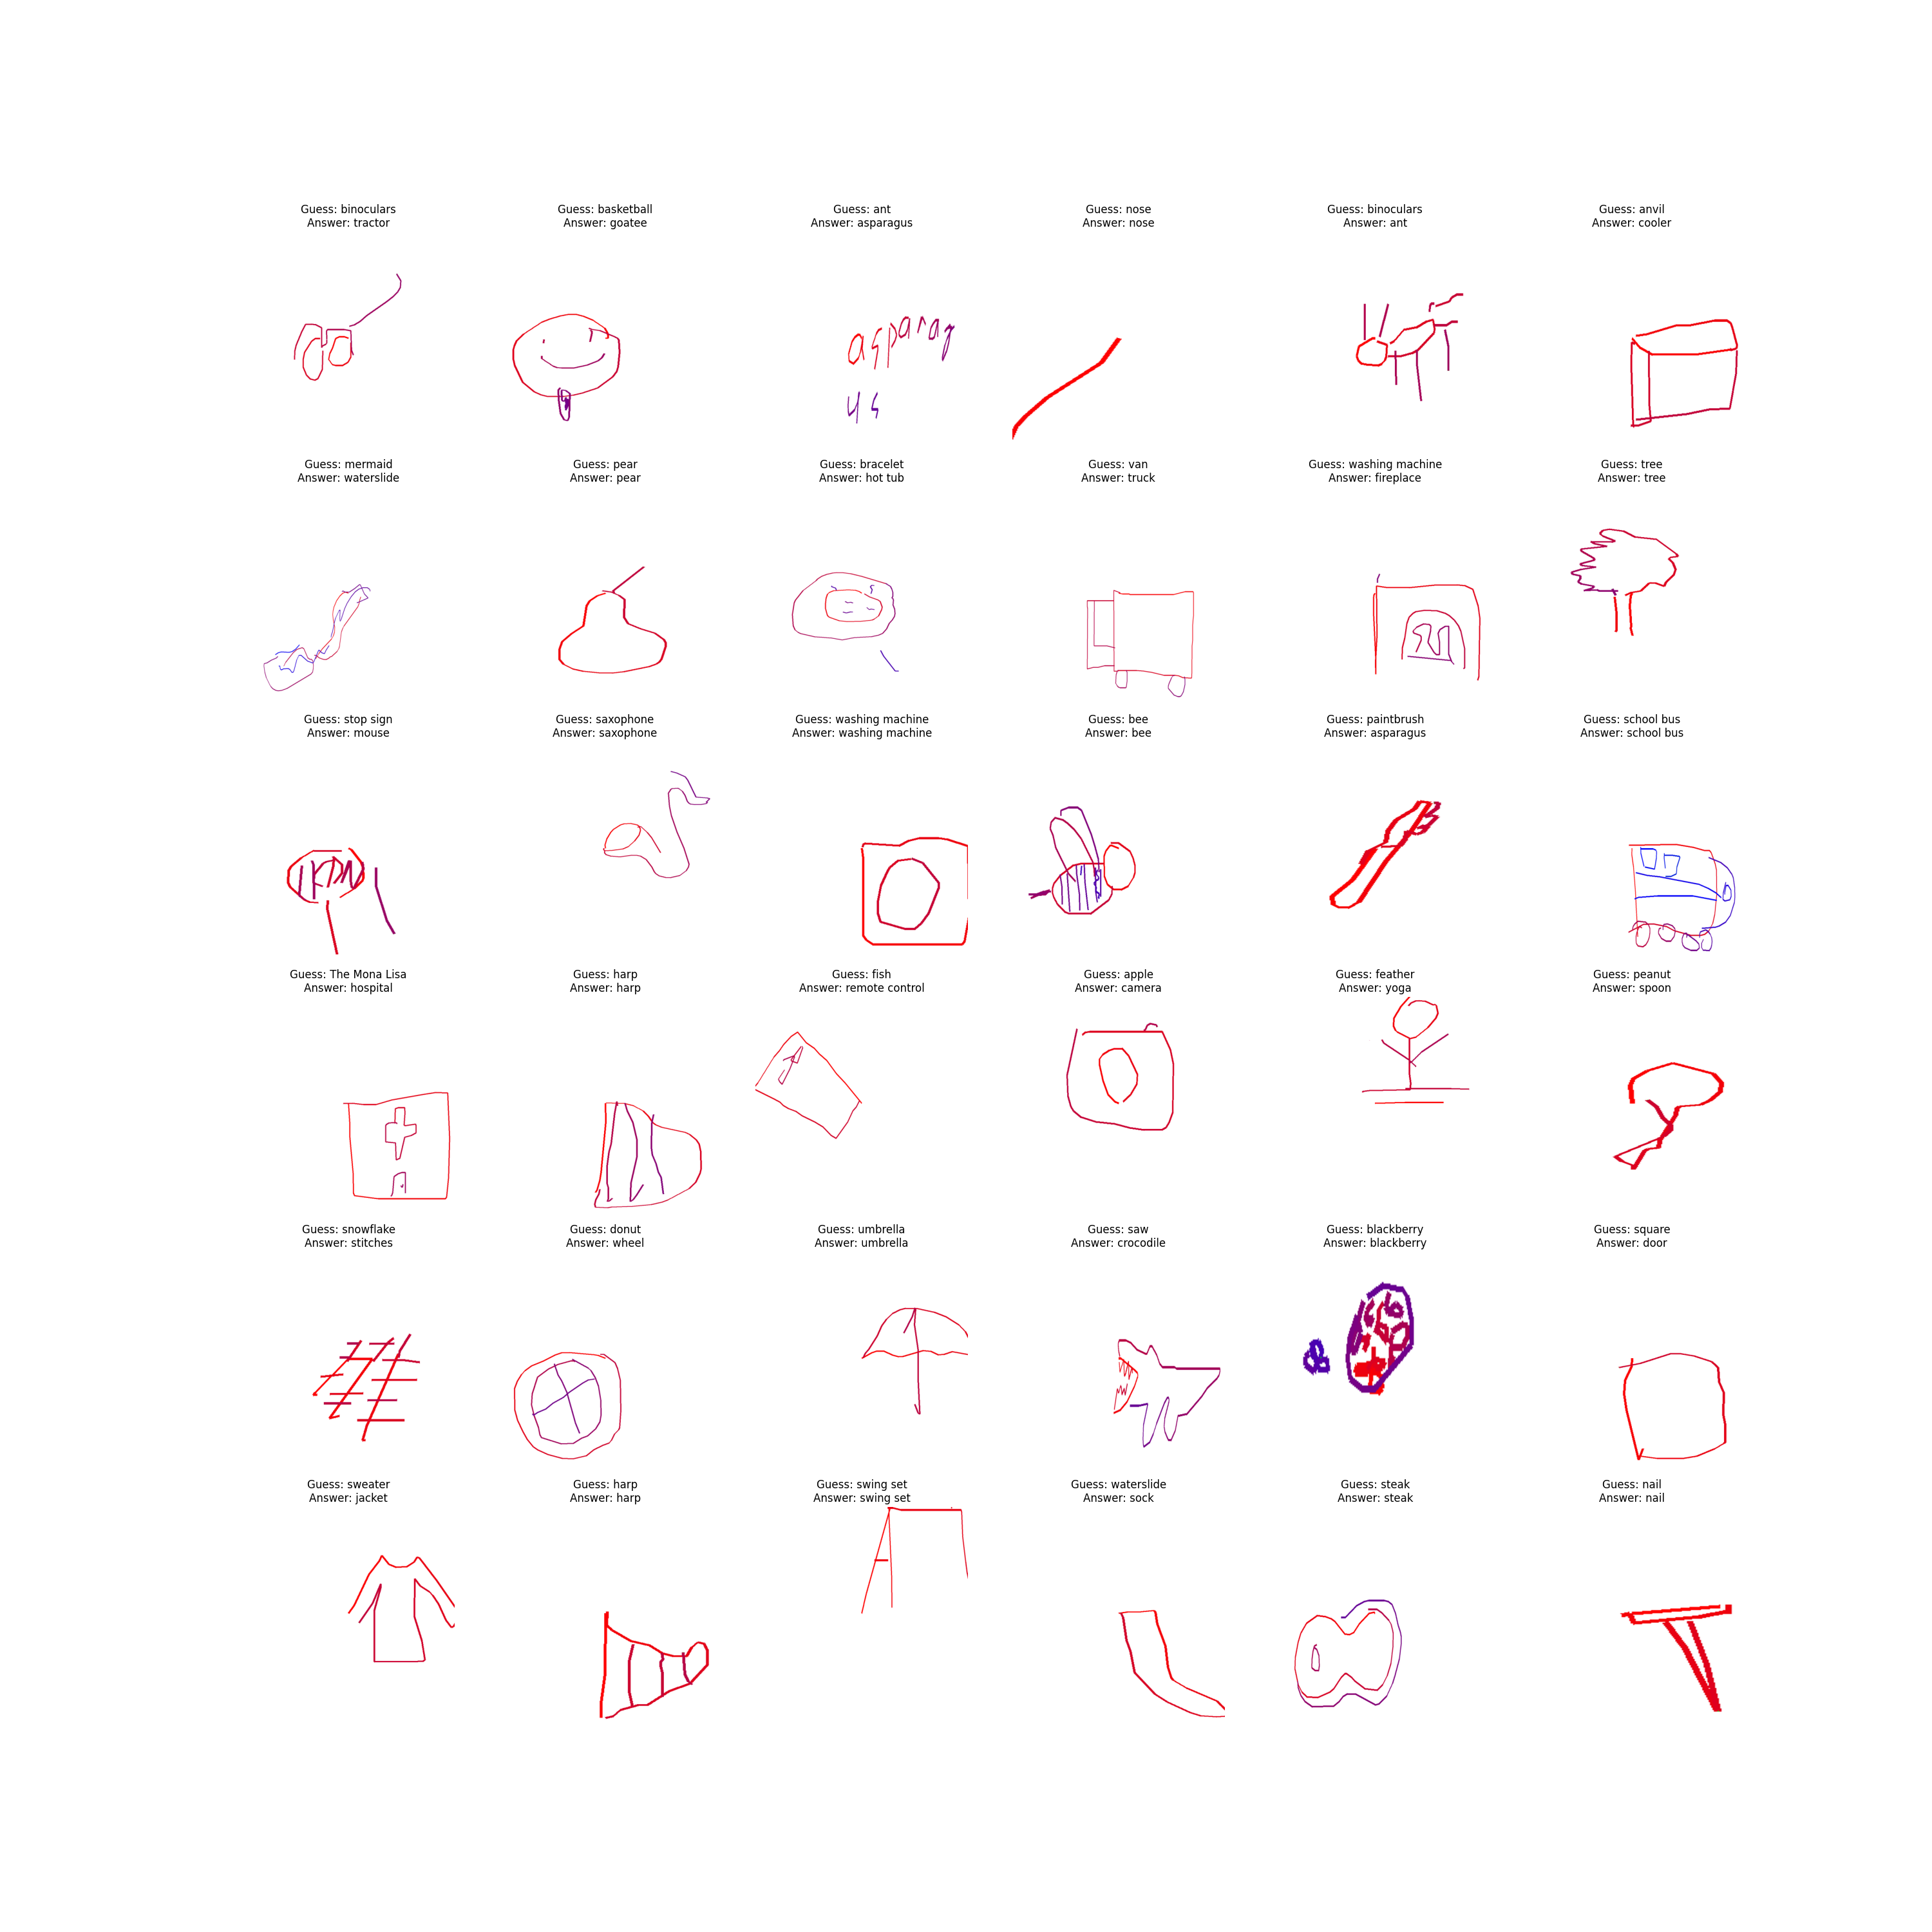 Guess: binoculars
Answer: tractor
Guess: basketball
Answer: goatee
Guess: ant
Answer: asparagus
Guess: nose
Answer: nose
Guess: binoculars
Answer: ant
Guess: anvil
Answer: cooler
asparag
us
Guess: mermaid
Answer: waterslide
Guess: pear
Answer: pear
Guess: bracelet
Answer: hot tub
Guess: van
Answer: truck
Guess: washing machine
Answer: fireplace
Guess: tree
Answer: tree
Guess: stop sign
Answer: mouse
Guess: saxophone
Answer: saxophone
Guess: washing machine
Answer: washing machine
Guess: bee
Answer: bee
Guess: paintbrush
Answer: asparagus
Guess: school bus
Answer: school bus
Guess: The Mona Lisa
Answer: hospital
Guess: harp
Answer: harp
Guess: fish
Answer: remote control
Guess: apple
Answer: camera
Guess: feather
Answer: yoga
Guess: peanut
Answer: spoon
Guess: snowflake
Answer: stitches
Guess: donut
Answer: wheel
Guess: umbrella
Answer: umbrella
Guess: saw
Answer: crocodile
Guess: blackberry
Answer: blackberry
Guess: square
Answer: door
Guess: sweater
Answer: jacket
Guess: harp
Answer: harp
Guess: swing set
Answer: swing set
Guess: waterslide
Answer: sock
Guess: steak
Answer: steak
Guess: nail
Answer: nail